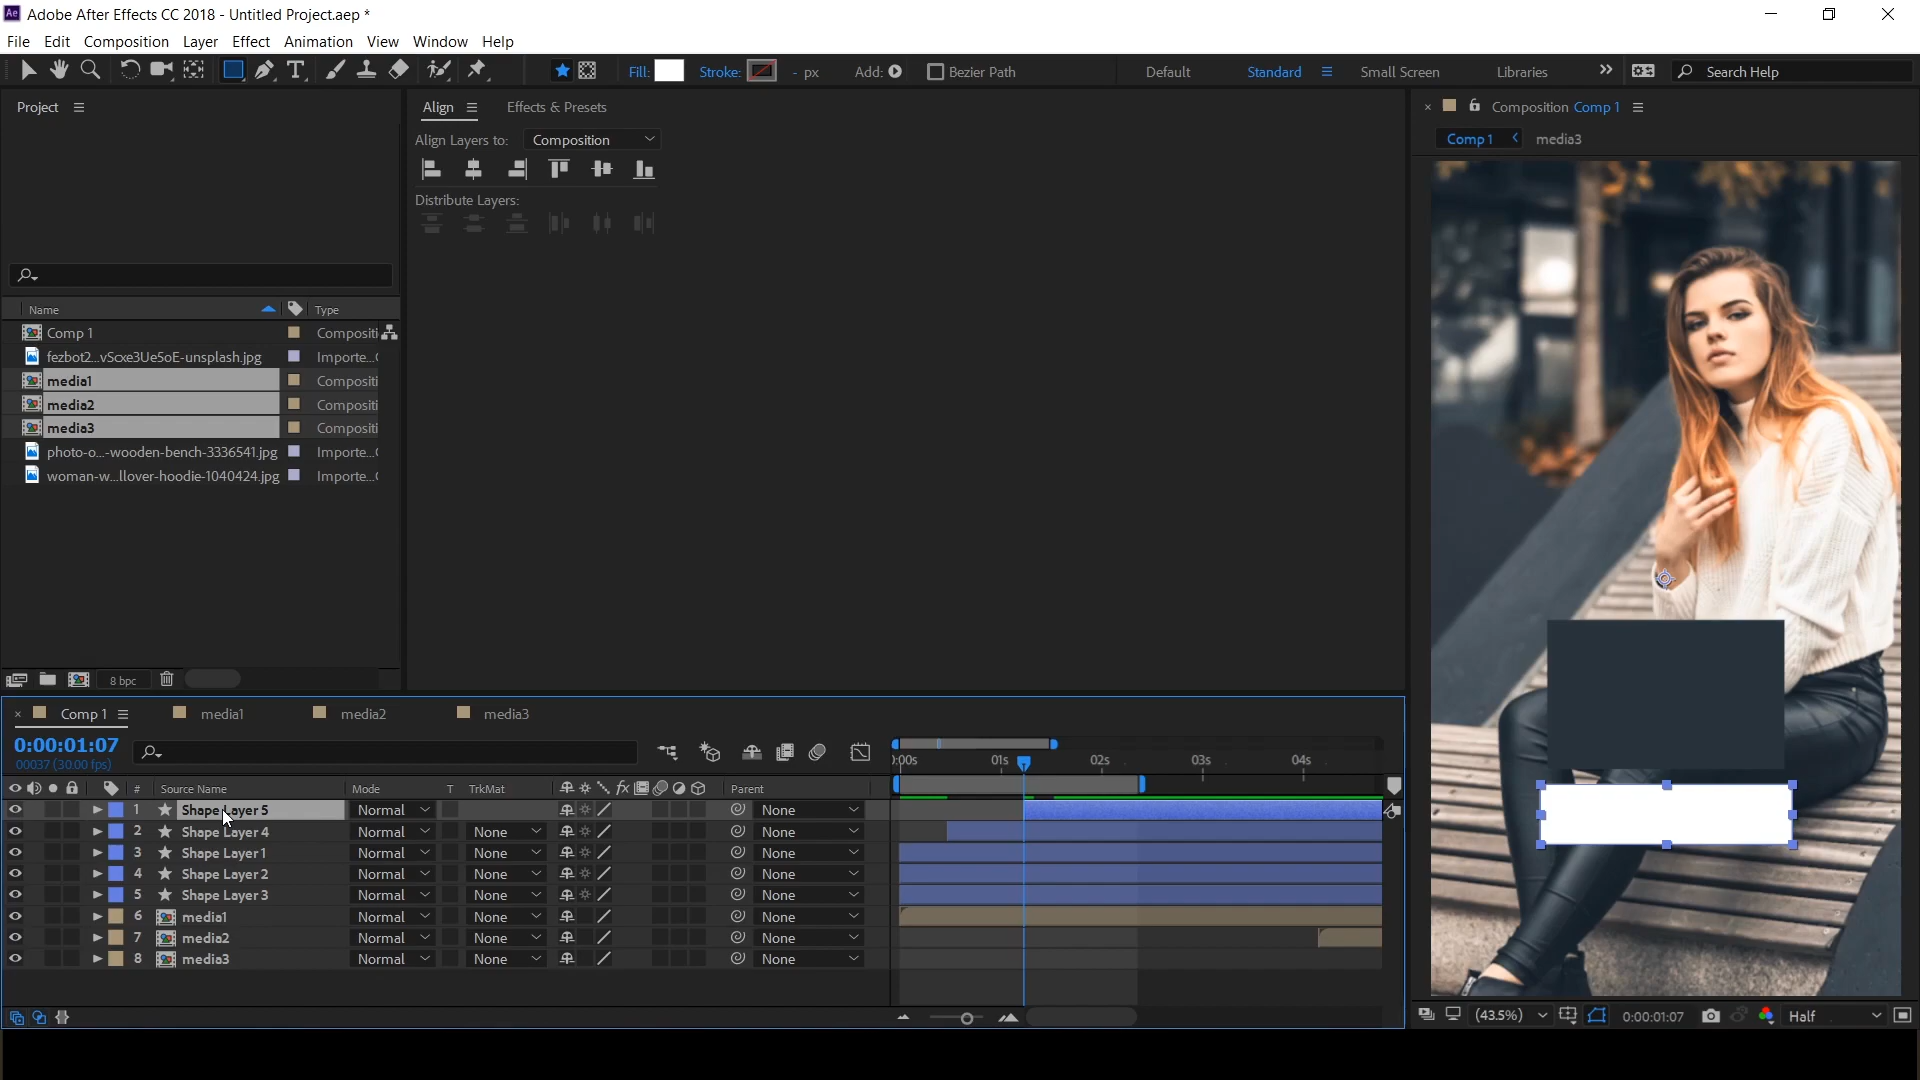 Adobe After Effects CC 2018 - Untitled Project.aep *
File Edit Composition Layer Effect Animation View Window Help
Fill: Stroke: - px Add: Bezier Path Default Standard Small Screen Libraries Search Help
Project
Align Effects & Presets
Composition Comp 1
Align Layers to: Composition
Comp 1 media3
Distribute Layers:
Name Type
Comp 1 Compositi
fezbot2...vScxe3Ue5oE-unsplash.jpg Importe...(
media1 Compositi
media2 Compositi
media3 Compositi
photo-o...-wooden-bench-3336541.jpg Importe...(
woman-w...llover-hoodie-1040424.jpg Importe...(
8 bpc
Comp 1 media1 media2 media3
0:00:01:07
00037 (30.00 fps)
):00s 01s 02s 03s 04s
# Source Name Mode T TrkMat fx Parent
1 Shape Layer 5 Normal None
2 Shape Layer 4 Normal None None
3 Shape Layer 1 Normal None None
4 Shape Layer 2 Normal None None
5 Shape Layer 3 Normal None None
6 media1 Normal None None
7 media2 Normal None None
8 media3 Normal None None
(43.5%) 0:00:01:07 Half